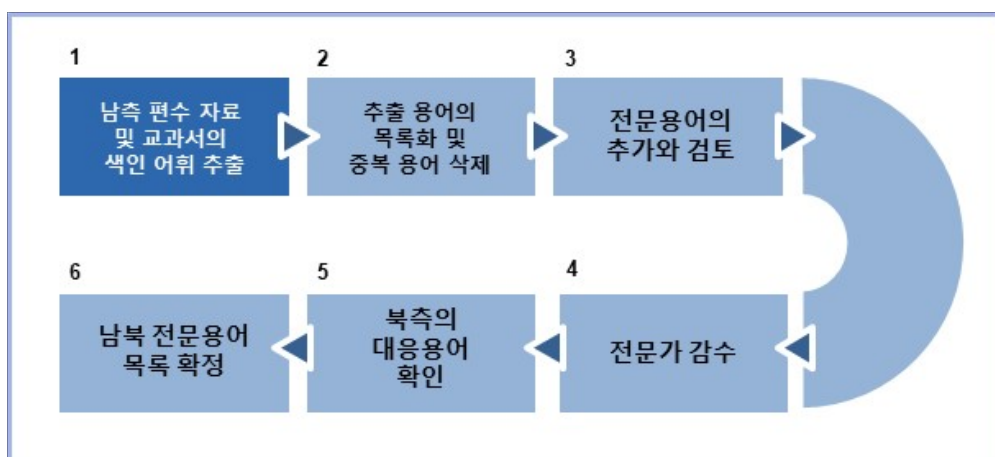 1
남측 편수 자료
및 교과서의
색인 어휘 추출
2
추출 용어의
목록화 및
중복 용어 삭제
3
전문용어의
추가와 검토
4
전문가 감수
5
북측의
대응용어
확인
6
남북 전문용어
목록 확정